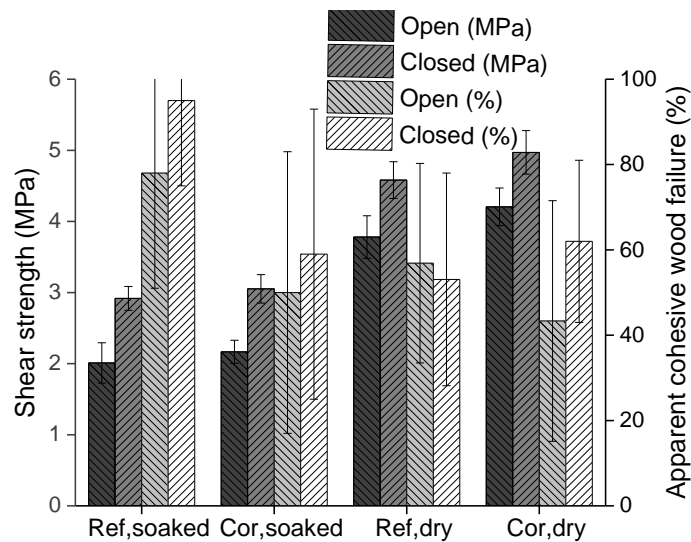 Open (MPa)
Closed (MPa)
Open (%)
Closed (%)
Shear strength (MPa)
6
5
4
3
2
1
0
100
80
60
40
20
0
Apparent cohesive wood failure (%)
Ref,soaked Cor,soaked Ref,dry Cor,dry